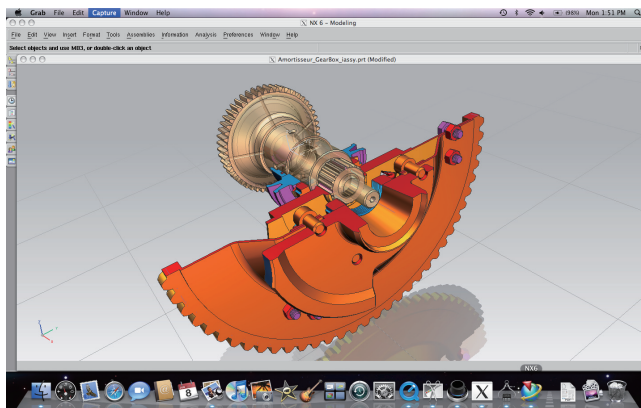 Grab File Edit Capture Window Help (98%) Mon 1:51 PM
NX 6 - Modeling
File Edit View Insert Format Tools Assemblies Information Analysis Preferences Window Help
Select objects and use MB3, or double-click an object
Amortisseur_GearBox_iassy.prt (Modified)
NX6
8
X